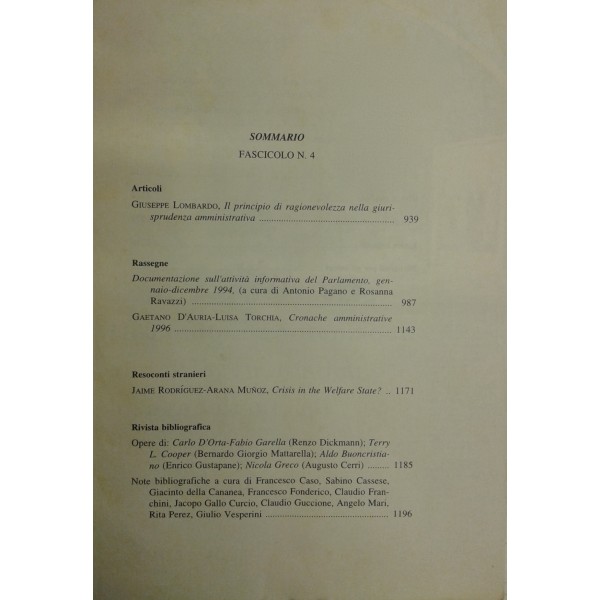 SOMMARIO
FASCICOLO N. 4
Articoli
GIUSEPPE LOMBARDO, Il principio di ragionevolezza nella giuri-
sprudenza amministrativa ................................................ 939
Rassegne
Documentazione sull'attività informativa del Parlamento, gen-
naio-dicembre 1994, (a cura di Antonio Pagano e Rosanna
Ravazzi) ........................................................................ 987
GAETANO D'AURIA-LUISA TORCHIA, Cronache amministrative
1996 .............................................................................. 1143
Resoconti stranieri
JAIME RODRÍGUEZ-ARANA MUÑOZ, Crisis in the Welfare State? .. 1171
Rivista bibliografica
Opere di: Carlo D'Orta-Fabio Garella (Renzo Dickmann); Terry
L. Cooper (Bernardo Giorgio Mattarella); Aldo Buoncristia-
no (Enrico Gustapane); Nicola Greco (Augusto Cerri) ......... 1185
Note bibliografiche a cura di Francesco Caso, Sabino Cassese,
Giacinto della Cananea, Francesco Fonderico, Claudio Fran-
chini, Jacopo Gallo Curcio, Claudio Guccione, Angelo Mari,
Rita Perez, Giulio Vesperini ............................................. 1196